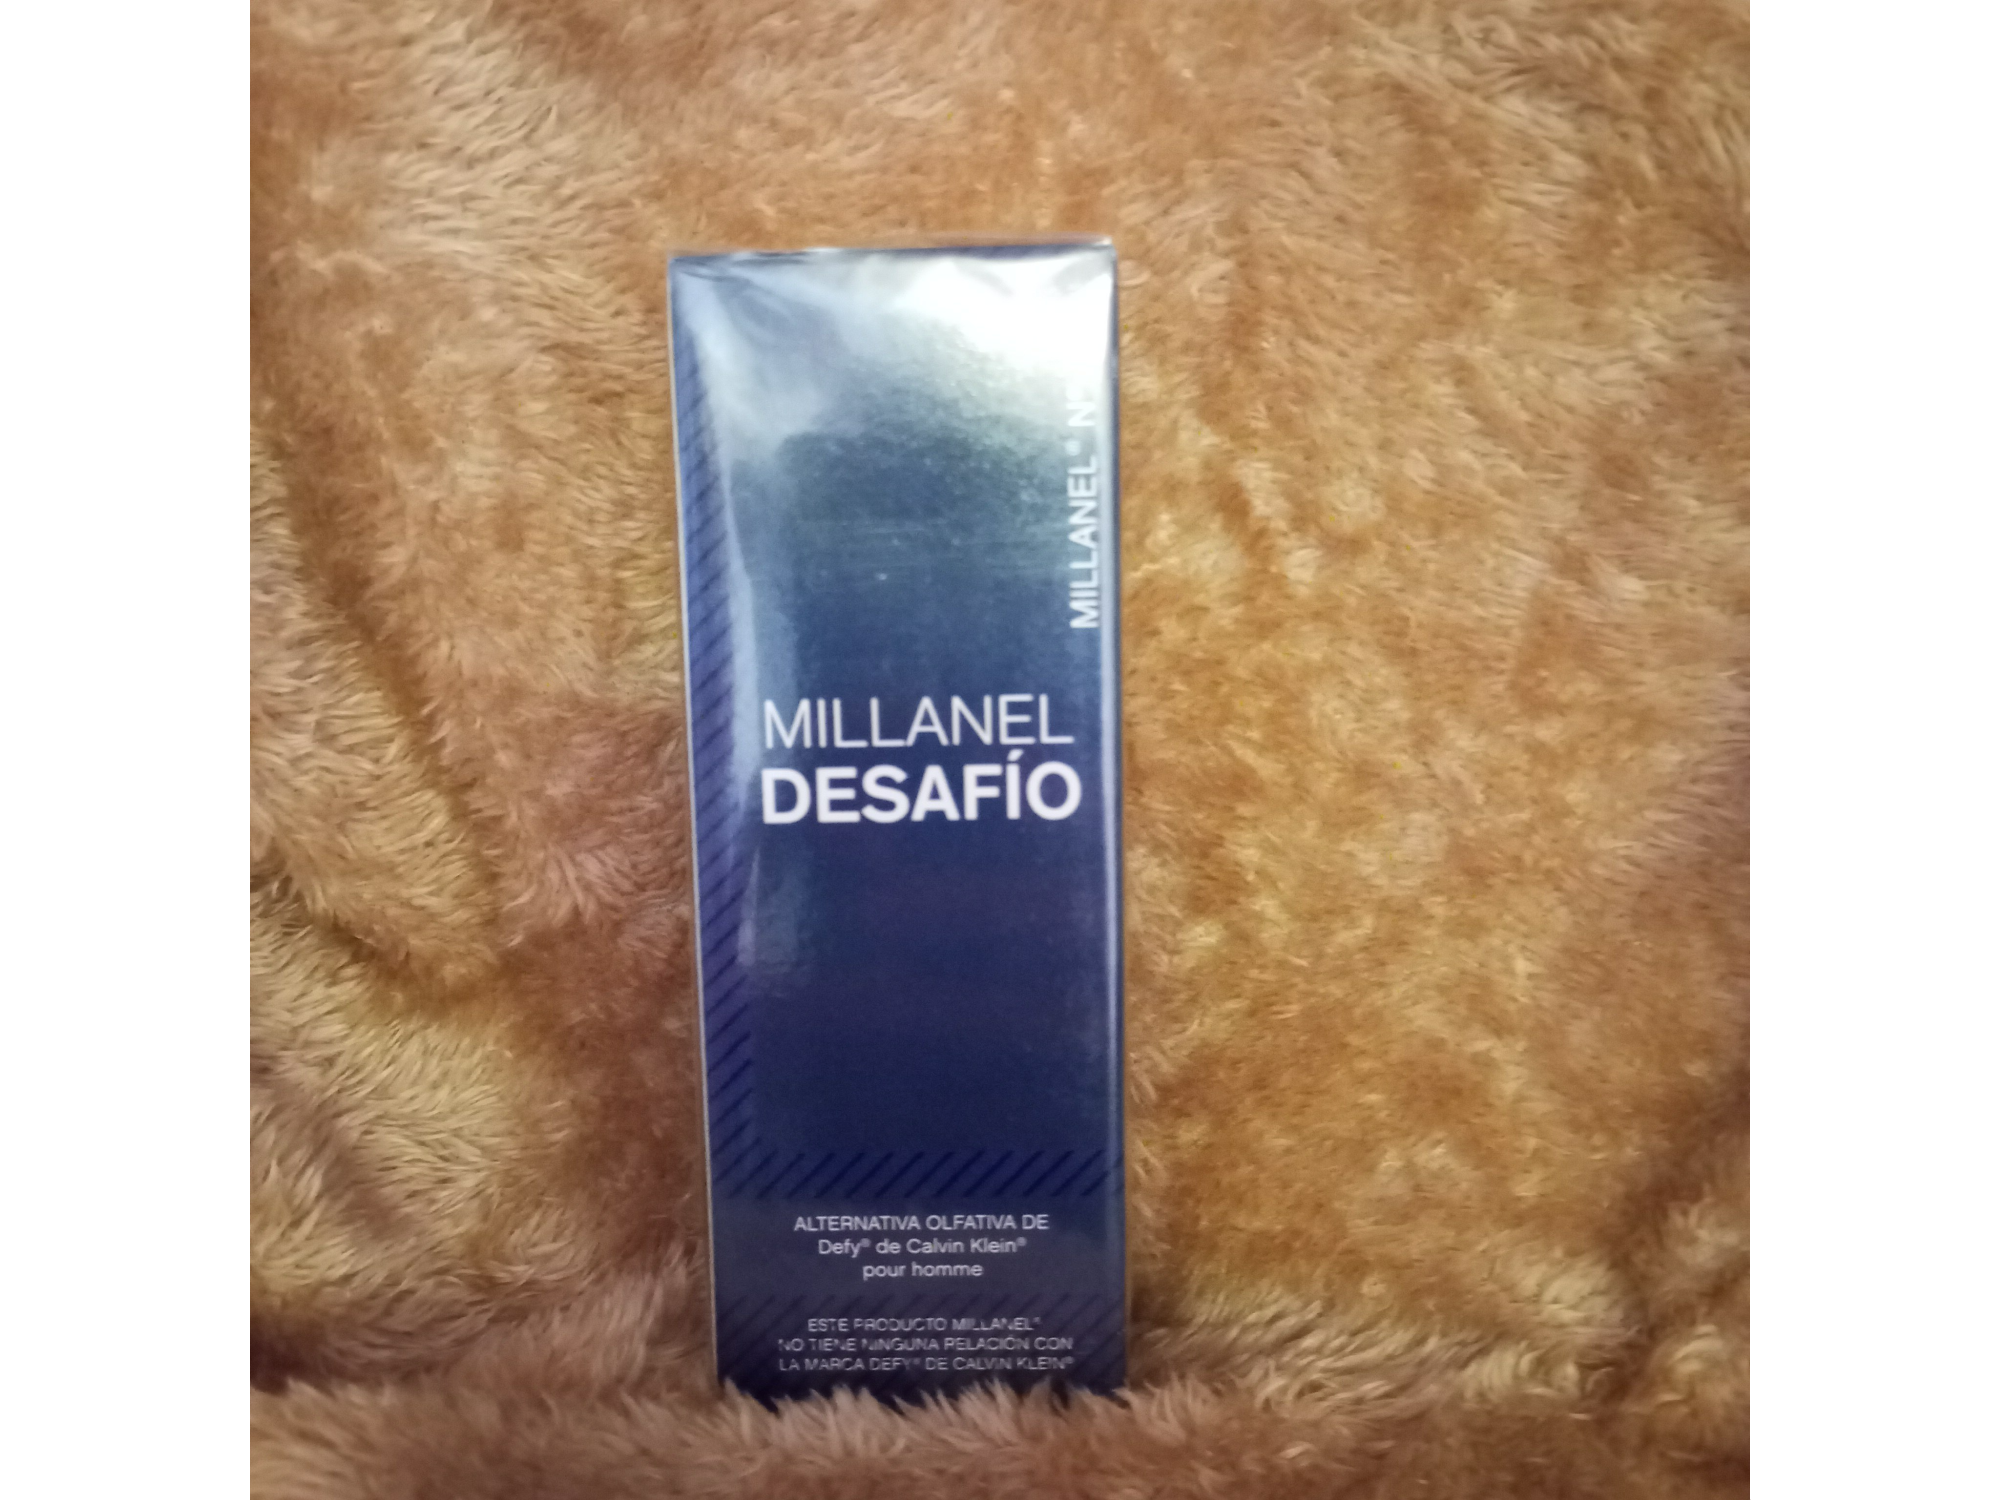 MILLANEL® N°
MILLANEL
DESAFÍO
ALTERNATIVA OLFATIVA DE
Defy® de Calvin Klein®
pour homme
ESTE PRODUCTO MILLANEL®
NO TIENE NINGUNA RELACIÓN CON
LA MARCA DEFY® DE CALVIN KLEIN®